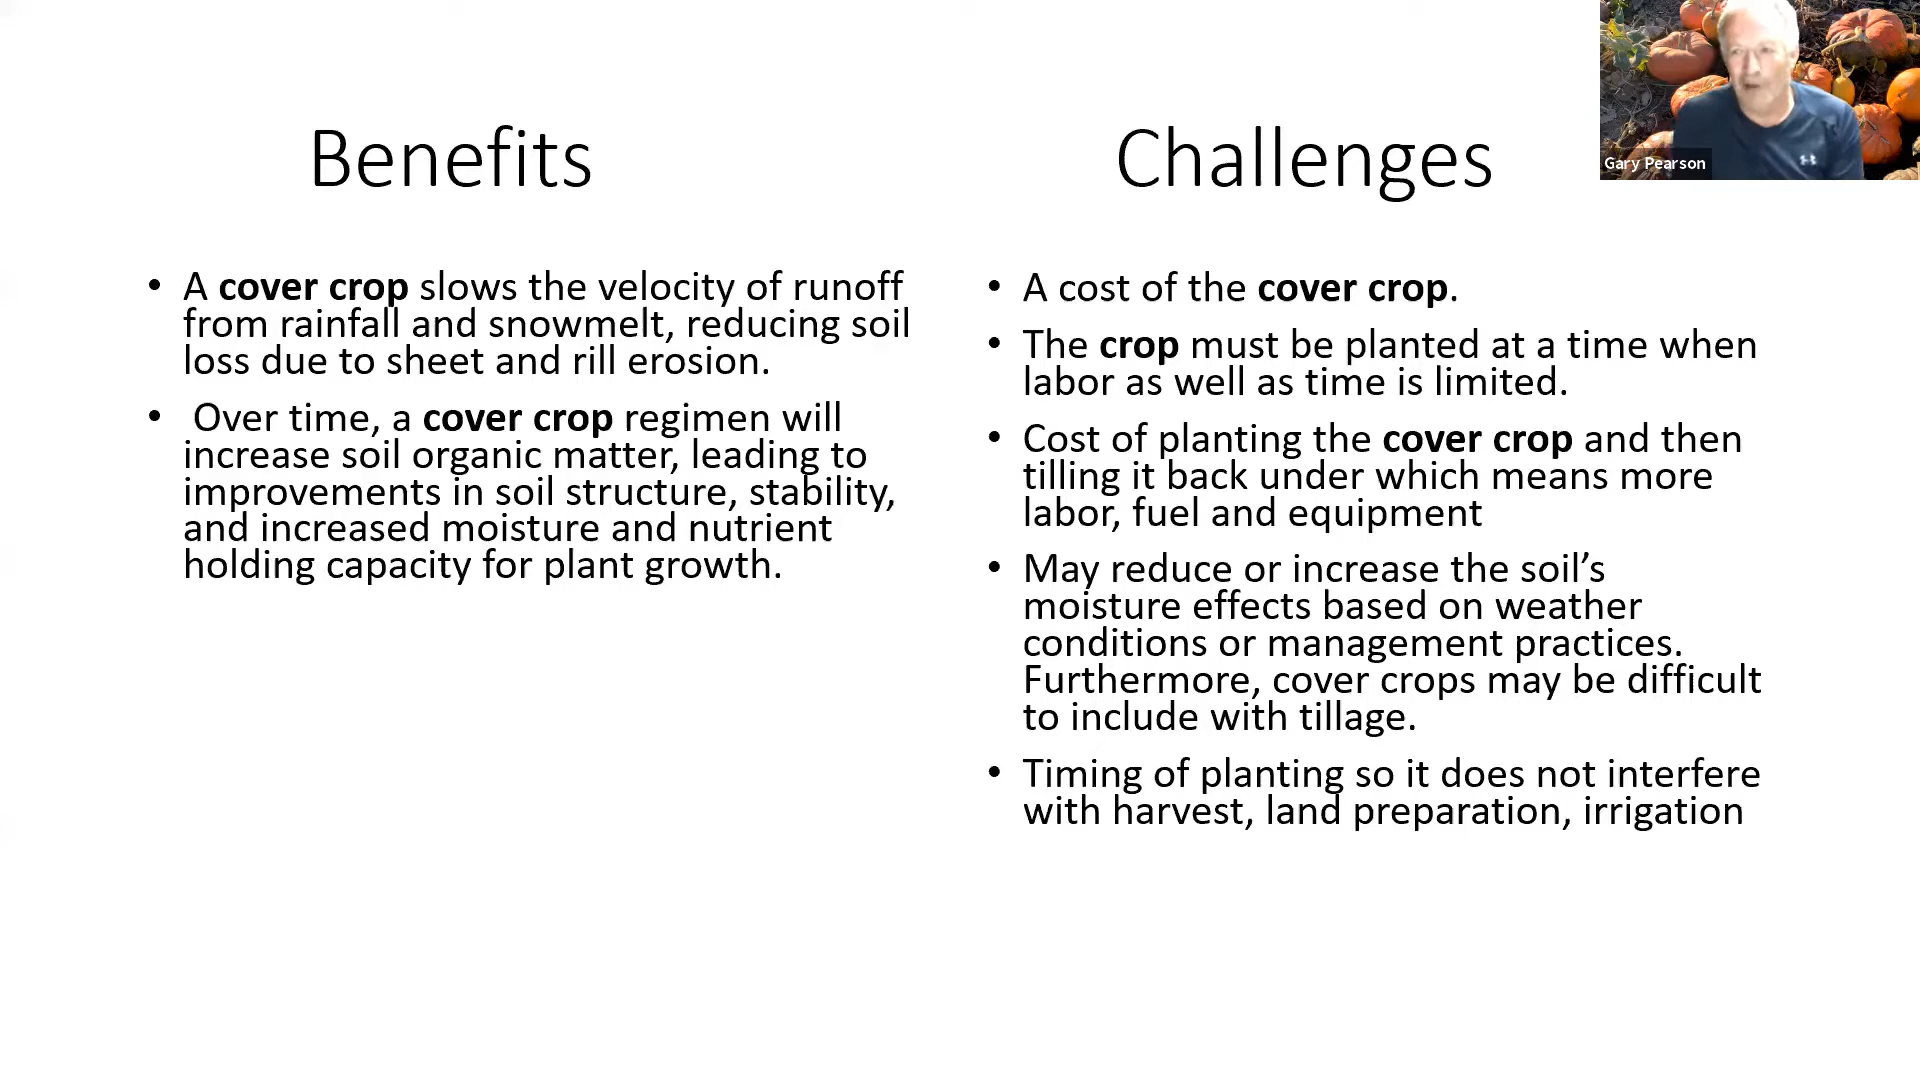 Benefits
• A cover crop slows the velocity of runoff
from rainfall and snowmelt, reducing soil
loss due to sheet and rill erosion.
• Over time, a cover crop regimen will
increase soil organic matter, leading to
improvements in soil structure, stability,
and increased moisture and nutrient
holding capacity for plant growth.
Challenges
• A cost of the cover crop.
• The crop must be planted at a time when
labor as well as time is limited.
• Cost of planting the cover crop and then
tilling it back under which means more
labor, fuel and equipment
• May reduce or increase the soil’s
moisture effects based on weather
conditions or management practices.
Furthermore, cover crops may be difficult
to include with tillage.
• Timing of planting so it does not interfere
with harvest, land preparation, irrigation
Gary Pearson